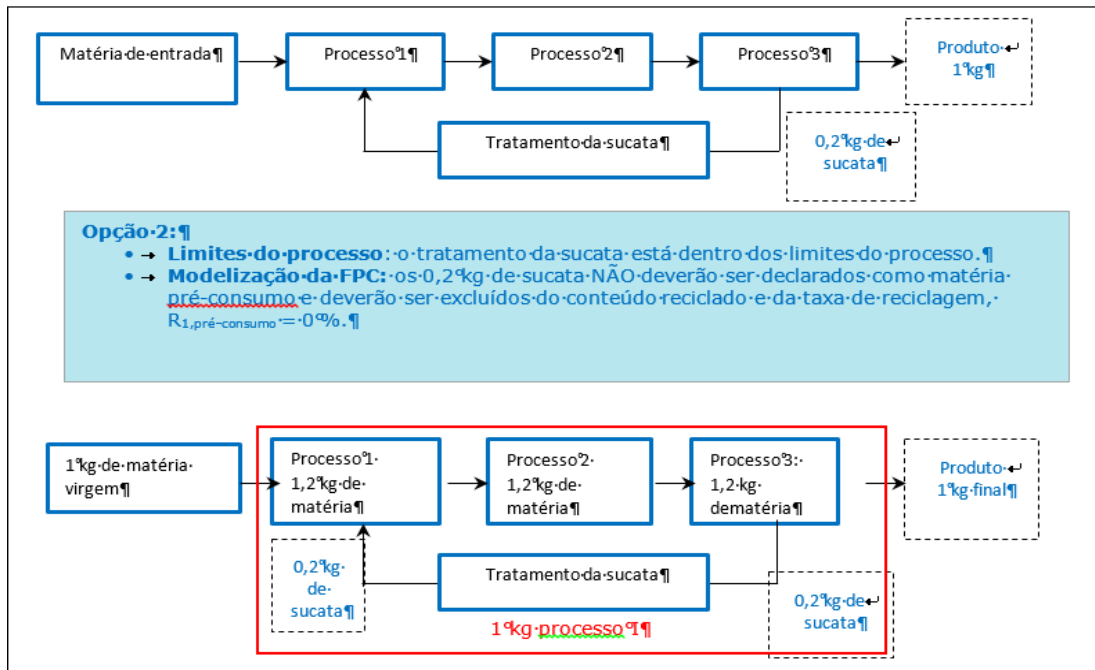 Matéria de entrada¶
Processo°1¶
Processo°2¶
Processo°3¶
Produto ↵
1°kg¶
Tratamento da sucata¶
0,2°kg de↵
sucata¶
Opção 2:¶
• → Limites do processo: o tratamento da sucata está dentro dos limites do processo.¶
• → Modelização da FPC: os 0,2°kg de sucata NÃO deverão ser declarados como matéria
pré-consumo e deverão ser excluídos do conteúdo reciclado e da taxa de reciclagem,
R1,pré-consumo = 0°%.¶
1°kg de matéria
virgem¶
Processo°1
1,2°kg de
matéria¶
Processo°2
1,2°kg de
matéria¶
Processo°3:
1,2 kg
dematéria¶
Produto ↵
1°kg final¶
0,2°kg
de
sucata¶
Tratamento da sucata¶
0,2°kg de↵
sucata¶
1°kg processo°I¶